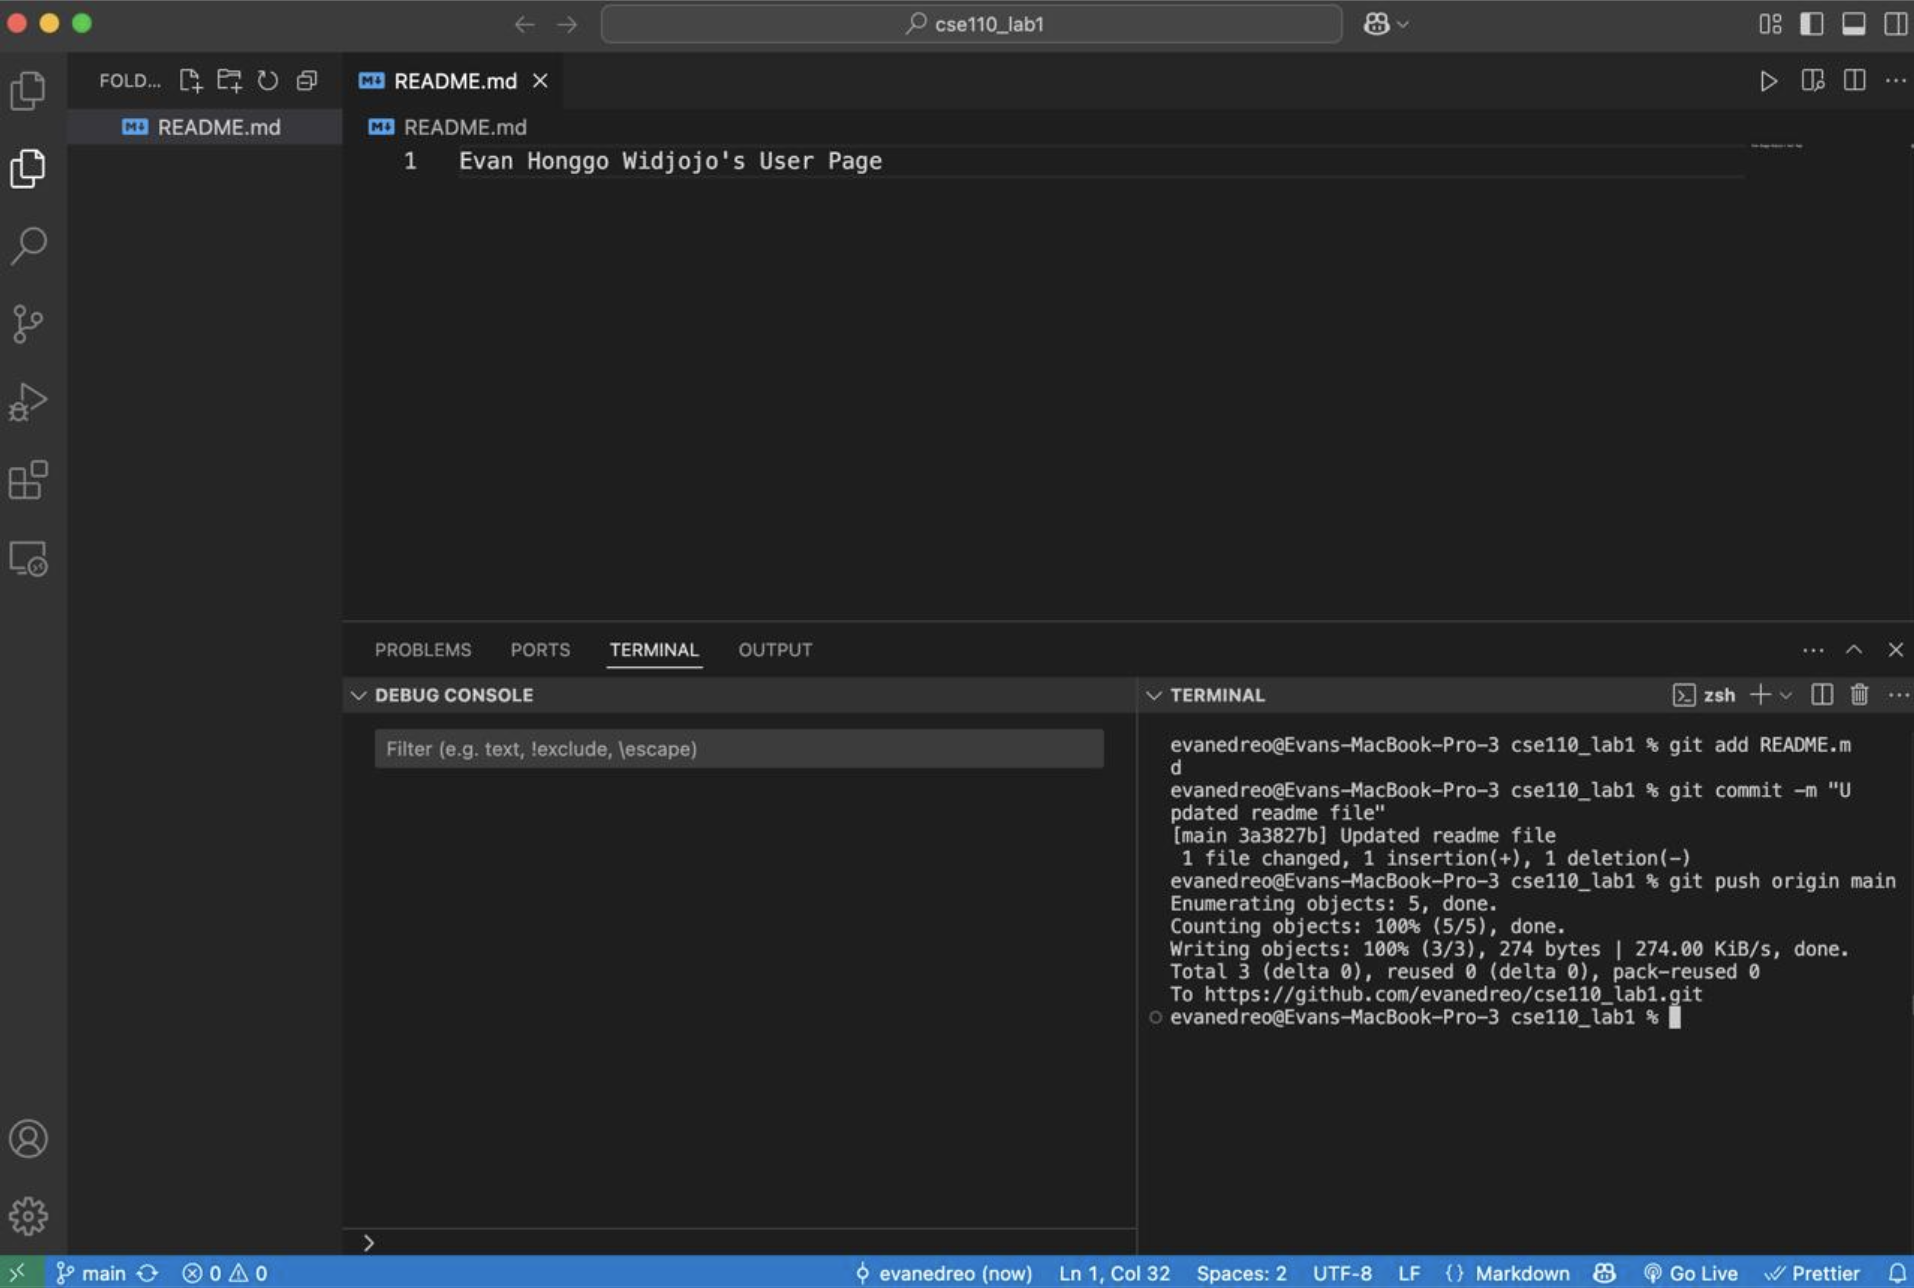 cse110_lab1
FOLD...
README.md
README.md
README.md
1 Evan Honggo Widjojo's User Page
PROBLEMS PORTS TERMINAL OUTPUT
DEBUG CONSOLE
Filter (e.g. text, !exclude, \escape)
TERMINAL
zsh
evanedreo@Evans-MacBook-Pro-3 cse110_lab1 % git add README.m
d
evanedreo@Evans-MacBook-Pro-3 cse110_lab1 % git commit -m "U
pdated readme file"
[main 3a3827b] Updated readme file
1 file changed, 1 insertion(+), 1 deletion(-)
evanedreo@Evans-MacBook-Pro-3 cse110_lab1 % git push origin main
Enumerating objects: 5, done.
Counting objects: 100% (5/5), done.
Writing objects: 100% (3/3), 274 bytes | 274.00 KiB/s, done.
Total 3 (delta 0), reused 0 (delta 0), pack-reused 0
To https://github.com/evanedreo/cse110_lab1.git
evanedreo@Evans-MacBook-Pro-3 cse110_lab1 %
main 0 0 evanedreo (now) Ln 1, Col 32 Spaces: 2 UTF-8 LF {} Markdown Go Live Prettier